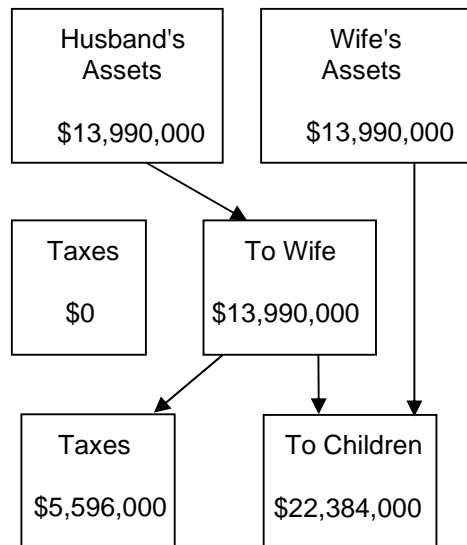 Husband's
Assets
$13,990,000
Wife's
Assets
$13,990,000
Taxes
$0
To Wife
$13,990,000
Taxes
$5,596,000
To Children
$22,384,000